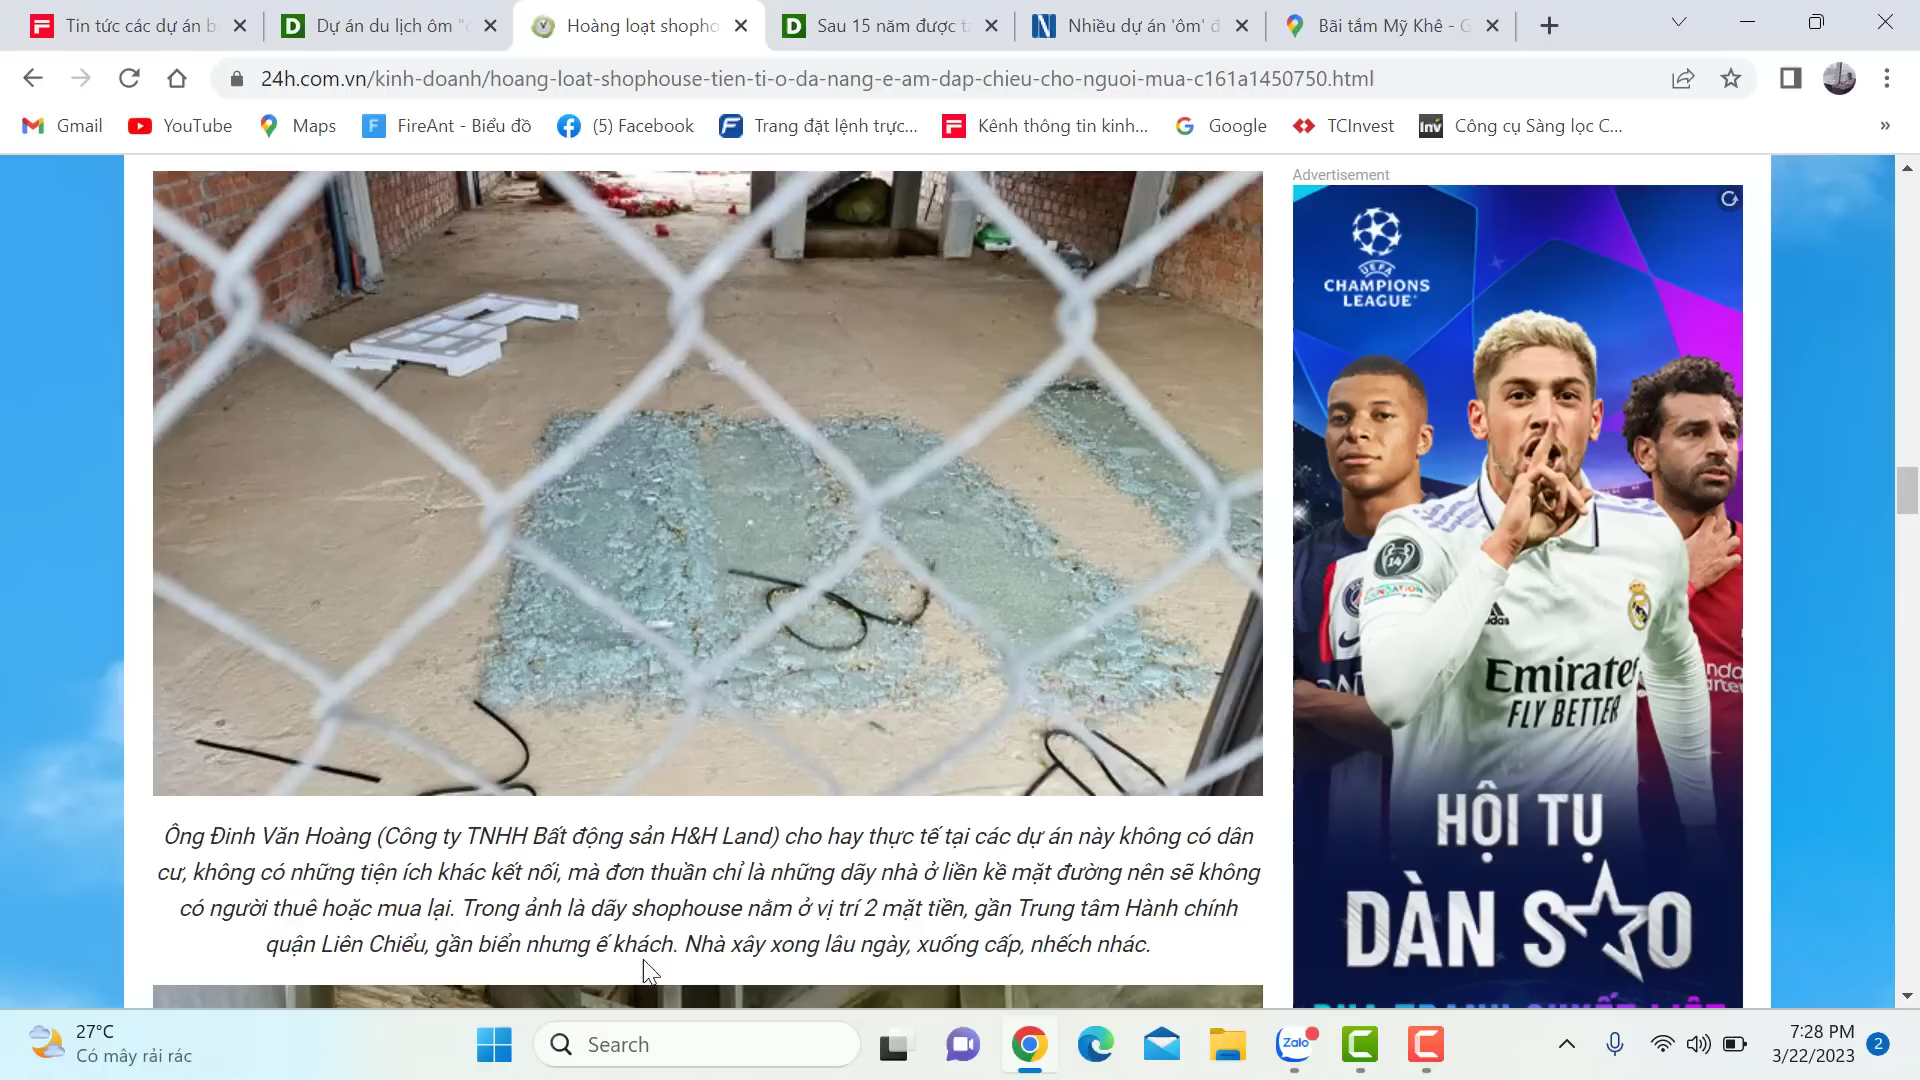 Tin tức các dự án b
Dự án du lịch ôm "
Hoàng loạt shopho
Sau 15 năm được t
Nhiều dự án 'ôm' đ
Bãi tắm Mỹ Khê - G
24h.com.vn/kinh-doanh/hoang-loat-shophouse-tien-ti-o-da-nang-e-am-dap-chieu-cho-nguoi-mua-c161a1450750.html
Gmail
YouTube
Maps
FireAnt - Biểu đồ
(5) Facebook
Trang đặt lệnh trực...
Kênh thông tin kinh...
Google
TCInvest
Inv
Công cụ Sàng lọc C...
»
Advertisement
UEFA
CHAMPIONS
LEAGUE
14
FOUNDATION
adidas
Emirates
FLY BETTER
HỘI TỤ
DÀN SAO
Ông Đinh Văn Hoàng (Công ty TNHH Bất động sản H&H Land) cho hay thực tế tại các dự án này không có dân
cư, không có những tiện ích khác kết nối, mà đơn thuần chỉ là những dãy nhà ở liền kề mặt đường nên sẽ không
có người thuê hoặc mua lại. Trong ảnh là dãy shophouse nằm ở vị trí 2 mặt tiền, gần Trung tâm Hành chính
quận Liên Chiểu, gần biển nhưng ế khách. Nhà xây xong lâu ngày, xuống cấp, nhếch nhác.
27°C
Có mây rải rác
Search
Zalo
7:28 PM
3/22/2023
2